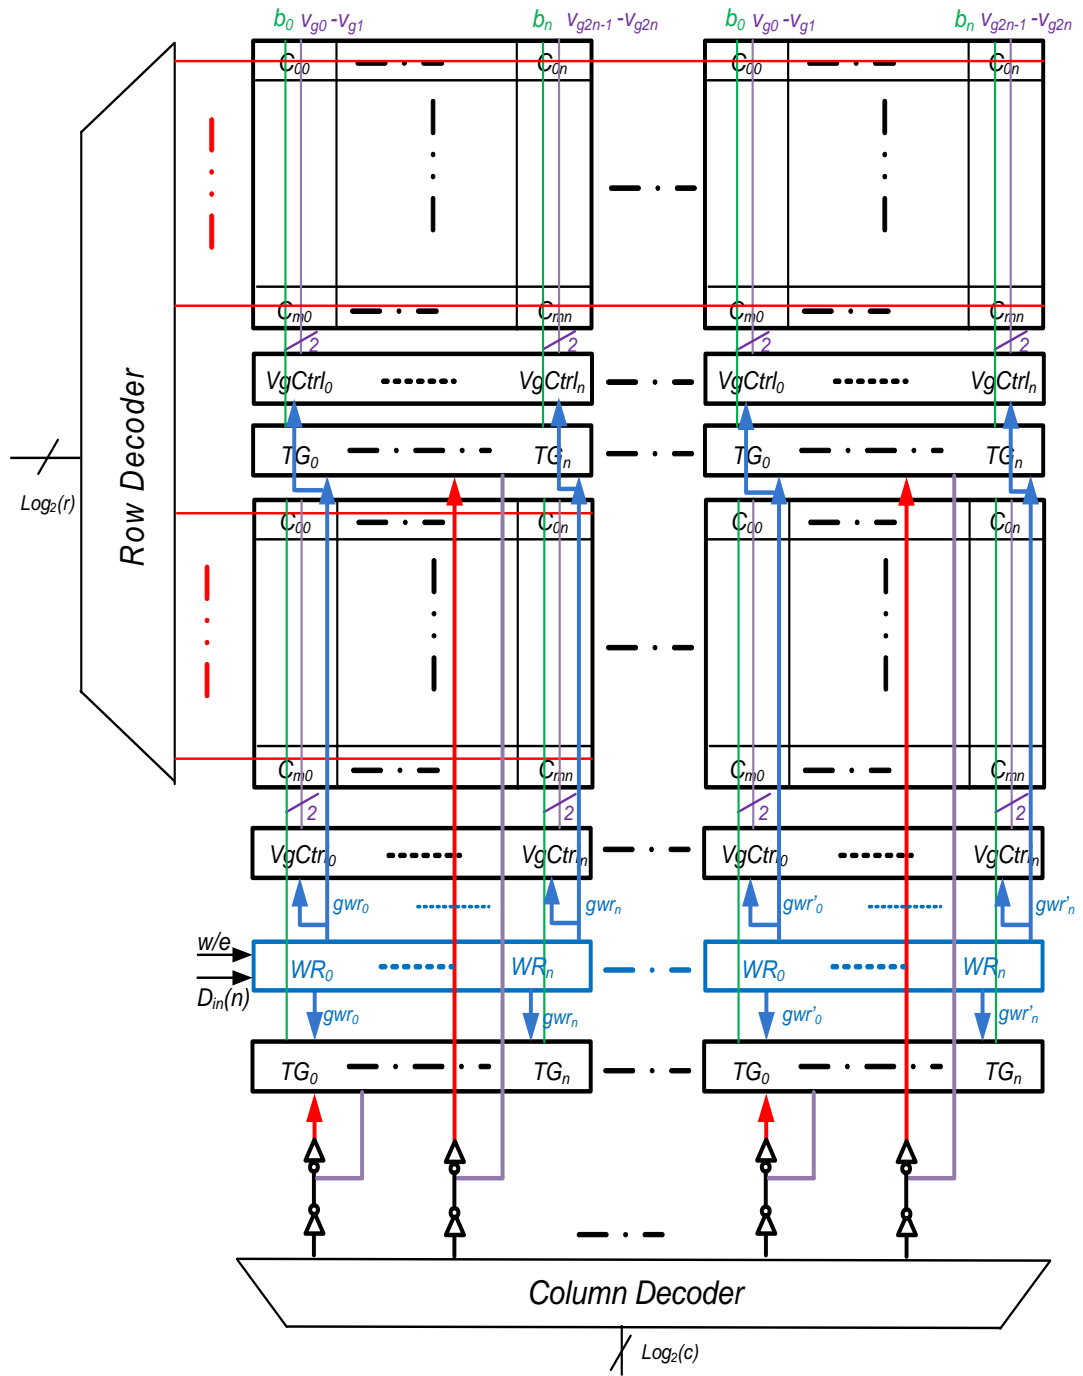 b0 vg0 -vg1 bn vg2n-1 -vg2n b0 vg0 -vg1 bn vg2n-1 -vg2n
C00 C0n C00 C0n
Cm0 Cmn Cm0 Cmn
2 2 2 2
VgCtrl0 VgCtrln VgCtrl0 VgCtrln
TG0 TGn TG0 TGn
Row Decoder
Log2(r)
C00 C0n C00 C0n
Cm0 Cmn Cm0 Cmn
2 2 2 2
VgCtrl0 VgCtrln VgCtrl0 VgCtrln
gwr0 gwrn gwr'0 gwr'n
w/e
WR0 WRn WR0 WRn
Din(n)
gwr0 gwrn gwr'0 gwr'n
TG0 TGn TG0 TGn
Column Decoder
Log2(c)